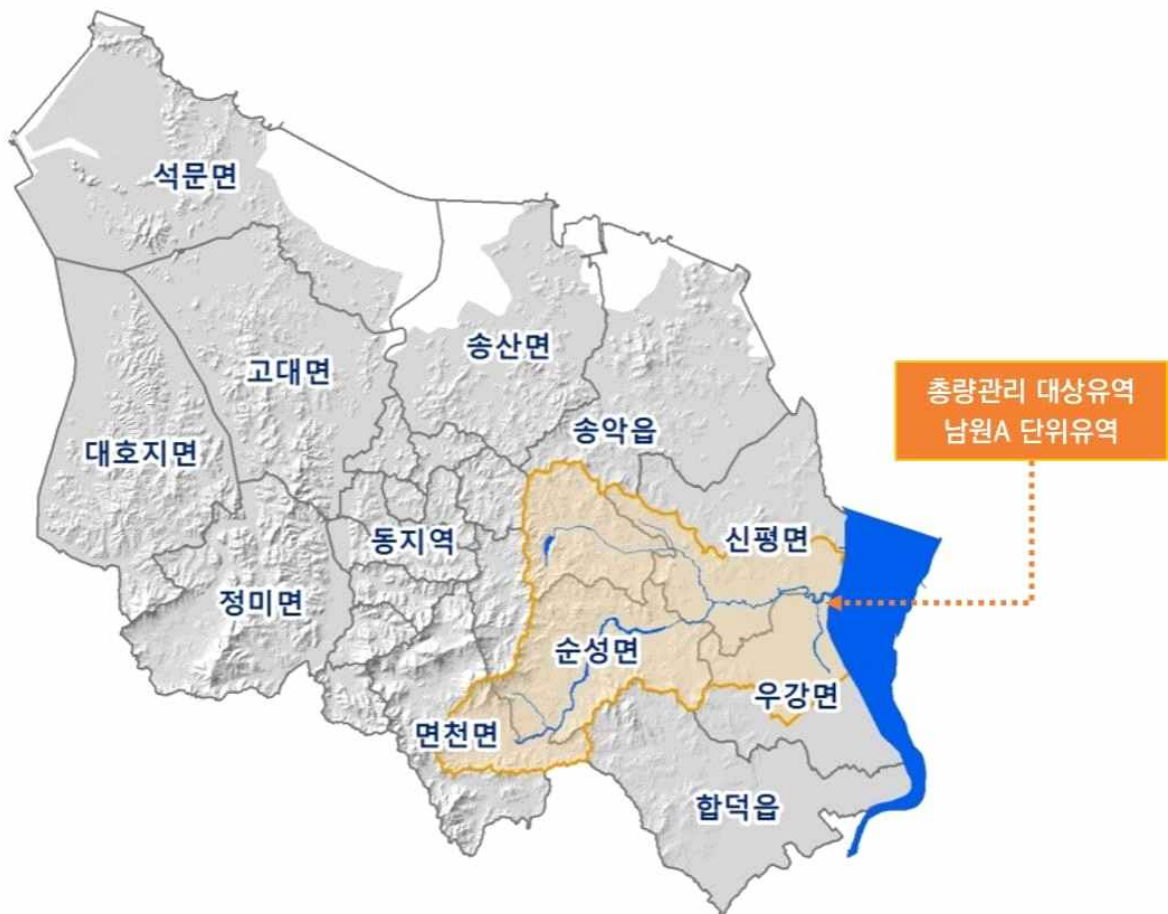 석문면
송산면
고대면
총량관리 대상유역
남원A 단위유역
송악읍
대호지면
동지역
신평면
정미면
순성면
우강면
면천면
합덕읍